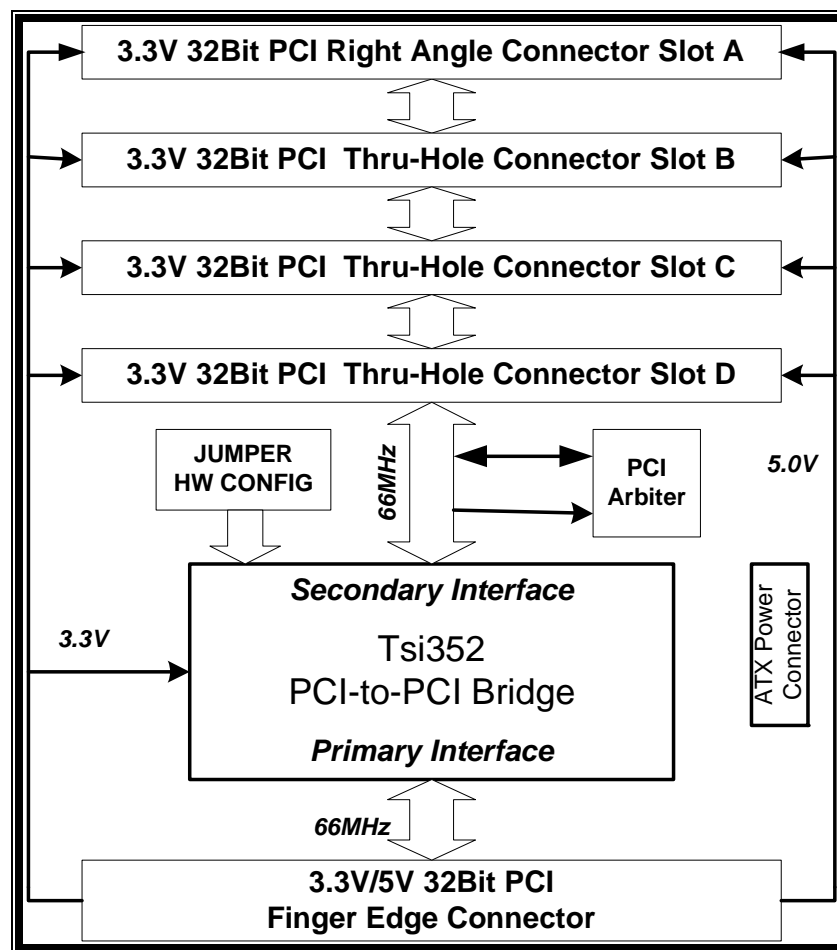 3.3V 32Bit PCI Right Angle Connector Slot A
3.3V 32Bit PCI Thru-Hole Connector Slot B
3.3V 32Bit PCI Thru-Hole Connector Slot C
3.3V 32Bit PCI Thru-Hole Connector Slot D
JUMPER
HW CONFIG
66MHz
PCI
Arbiter
5.0V
Secondary Interface
3.3V
Tsi352
PCI-to-PCI Bridge
ATX Power
Connector
Primary Interface
66MHz
3.3V/5V 32Bit PCI
Finger Edge Connector